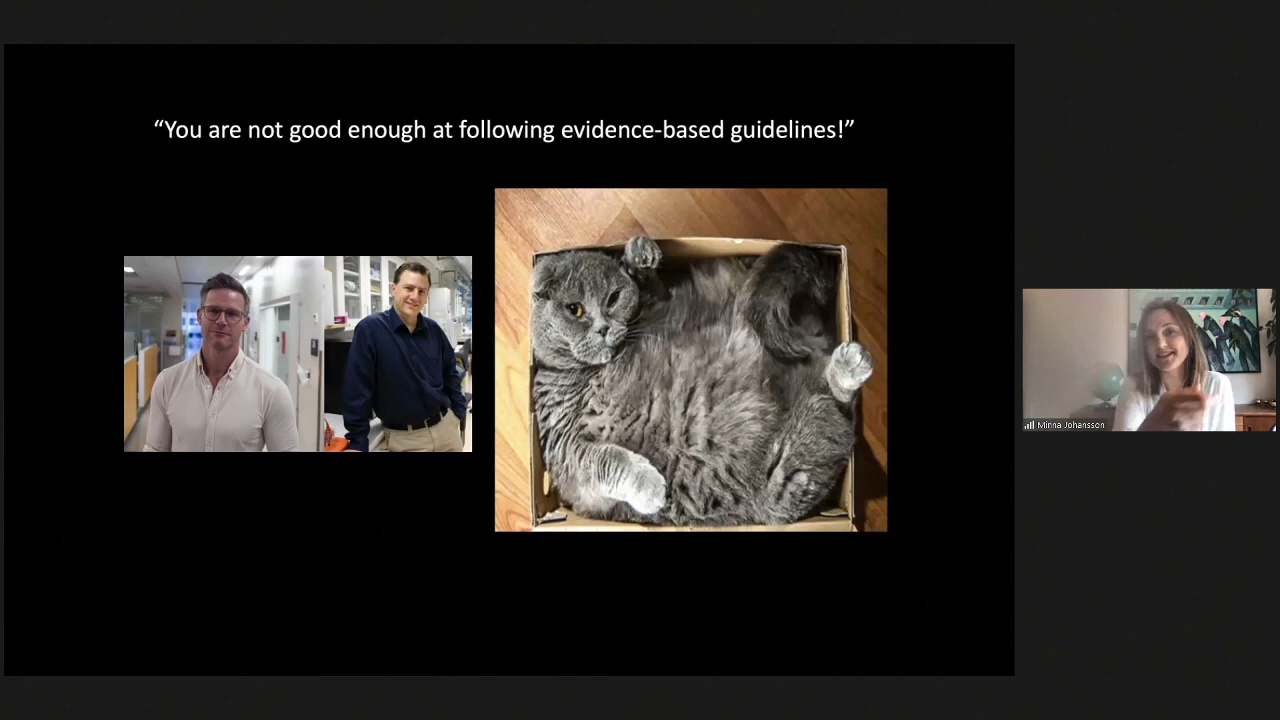 “You are not good enough at following evidence-based guidelines!”
Minna Johansson